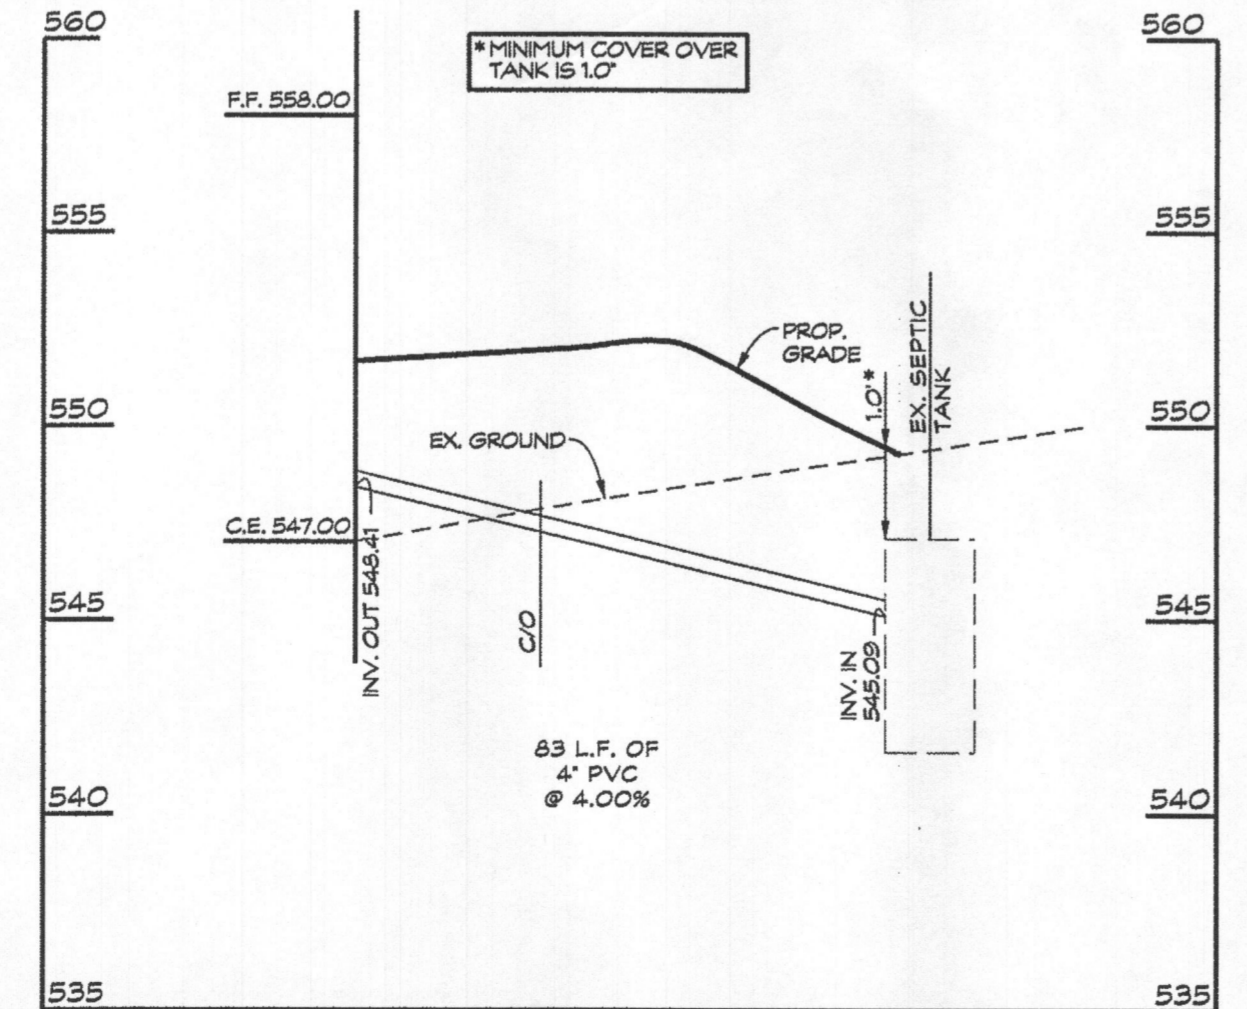 560
560
* MINIMUM COVER OVER
TANK IS 1.0"
F.F. 558.00
555
555
PROP.
GRADE
1.0'*
EX. SEPTIC
TANK
550
550
EX. GROUND
C.E. 547.00
INV. OUT 548.41
C/O
545
545
INV. IN
545.09
83 L.F. OF
4" PVC
@ 4.00%
540
540
535
535